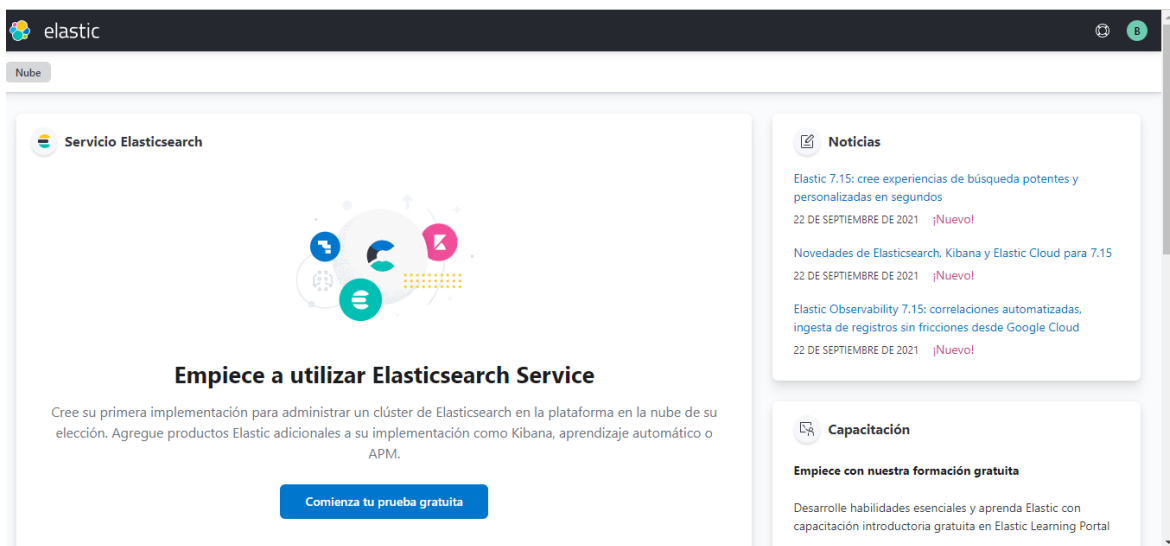 elastic
B
Nube
Servicio Elasticsearch
Empiece a utilizar Elasticsearch Service
Cree su primera implementación para administrar un clúster de Elasticsearch en la plataforma en la nube de su
elección. Agregue productos Elastic adicionales a su implementación como Kibana, aprendizaje automático o
APM.
Comienza tu prueba gratuita
Noticias
Elastic 7.15: cree experiencias de búsqueda potentes y
personalizadas en segundos
22 DE SEPTIEMBRE DE 2021 ¡Nuevo!
Novedades de Elasticsearch, Kibana y Elastic Cloud para 7.15
22 DE SEPTIEMBRE DE 2021 ¡Nuevo!
Elastic Observability 7.15: correlaciones automatizadas,
ingesta de registros sin fricciones desde Google Cloud
22 DE SEPTIEMBRE DE 2021 ¡Nuevo!
Capacitación
Empiece con nuestra formación gratuita
Desarrolle habilidades esenciales y aprenda Elastic con
capacitación introductoria gratuita en Elastic Learning Portal